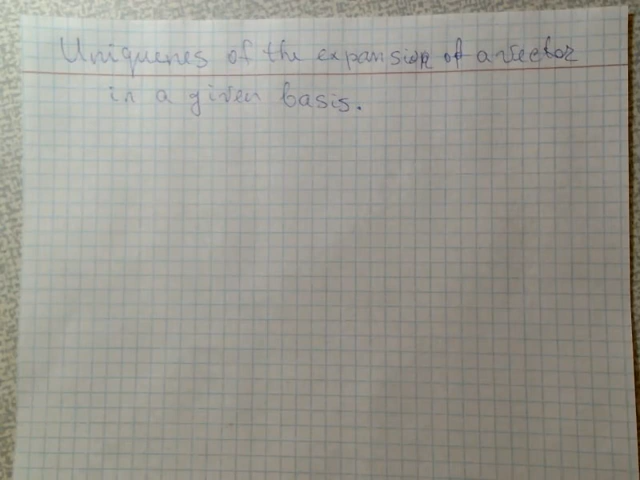 Uniquenes of the expansion of a vector
in a given basis.